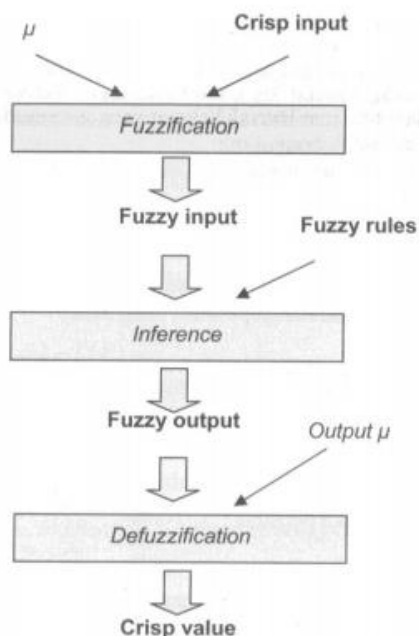 μ
Crisp input
Fuzzification
Fuzzy input
Fuzzy rules
Inference
Fuzzy output
Output μ
Defuzzification
Crisp value